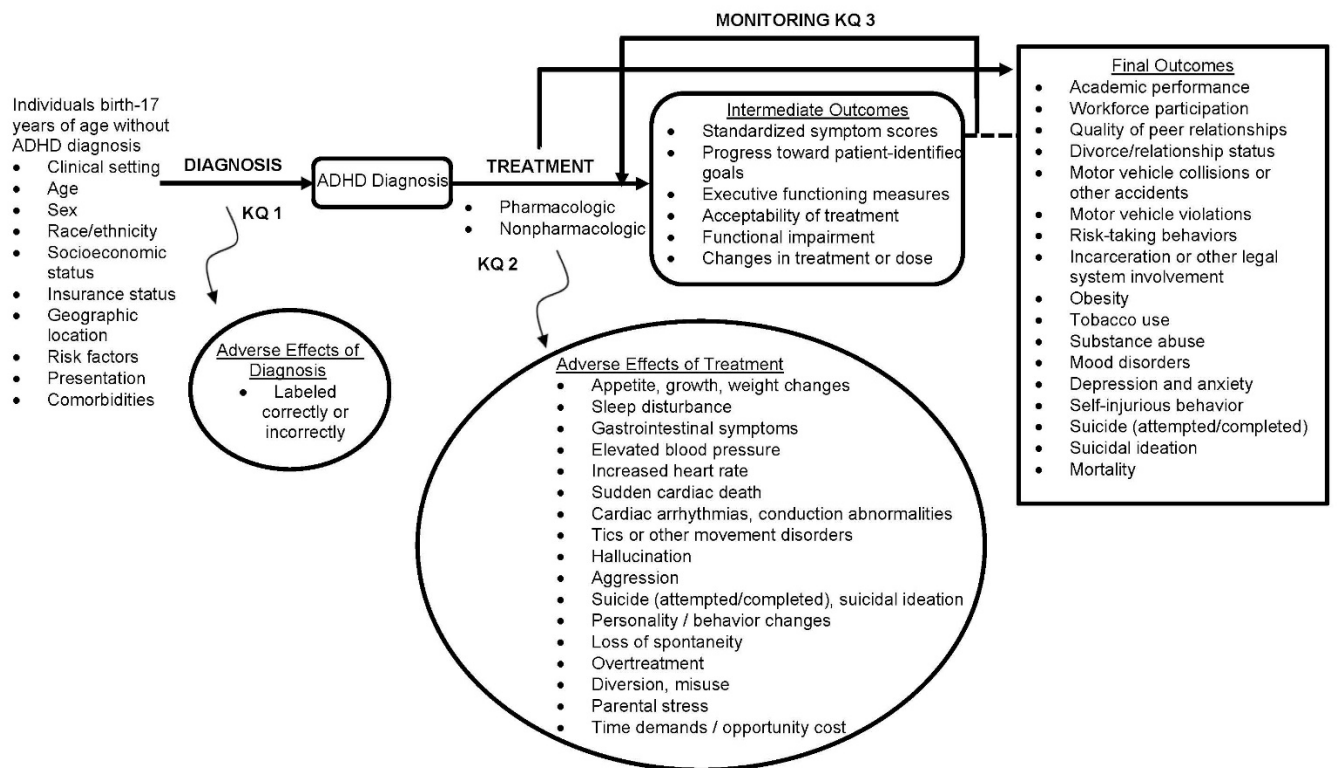 MONITORING KQ 3
Individuals birth-17
years of age without
ADHD diagnosis
• Clinical setting
• Age
• Sex
• Race/ethnicity
• Socioeconomic
status
• Insurance status
• Geographic
location
• Risk factors
• Presentation
• Comorbidities
DIAGNOSIS
KQ 1
Adverse Effects of
Diagnosis
• Labeled
correctly or
incorrectly
ADHD Diagnosis
TREATMENT
• Pharmacologic
• Nonpharmacologic
KQ 2
Intermediate Outcomes
• Standardized symptom scores
• Progress toward patient-identified
goals
• Executive functioning measures
• Acceptability of treatment
• Functional impairment
• Changes in treatment or dose
Adverse Effects of Treatment
• Appetite, growth, weight changes
• Sleep disturbance
• Gastrointestinal symptoms
• Elevated blood pressure
• Increased heart rate
• Sudden cardiac death
• Cardiac arrhythmias, conduction abnormalities
• Tics or other movement disorders
• Hallucination
• Aggression
• Suicide (attempted/completed), suicidal ideation
• Personality / behavior changes
• Loss of spontaneity
• Overtreatment
• Diversion, misuse
• Parental stress
• Time demands / opportunity cost
Final Outcomes
• Academic performance
• Workforce participation
• Quality of peer relationships
• Divorce/relationship status
• Motor vehicle collisions or
other accidents
• Motor vehicle violations
• Risk-taking behaviors
• Incarceration or other legal
system involvement
• Obesity
• Tobacco use
• Substance abuse
• Mood disorders
• Depression and anxiety
• Self-injurious behavior
• Suicide (attempted/completed)
• Suicidal ideation
• Mortality